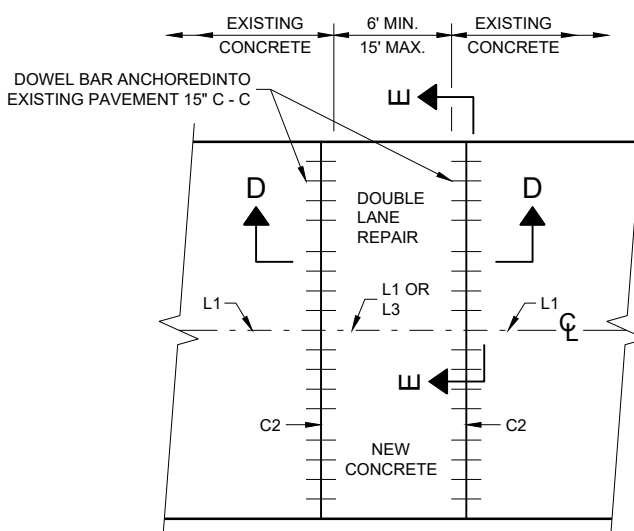 EXISTING
CONCRETE
6' MIN.
15' MAX.
EXISTING
CONCRETE
DOWEL BAR ANCHOREDINTO
EXISTING PAVEMENT 15" C - C
E
D
D
DOUBLE
LANE
REPAIR
L1
L1 OR
L3
L1
CL
E
C2
C2
NEW
CONCRETE